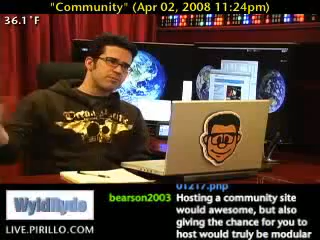 "Community" (Apr 02, 2008 11:24pm)
36.1°F
WyldRyde
LIVE.PIRILLO.COM
01217.php
bearson2003 Hosting a community site
would awesome, but also
giving the chance for you to
host would truly be modular